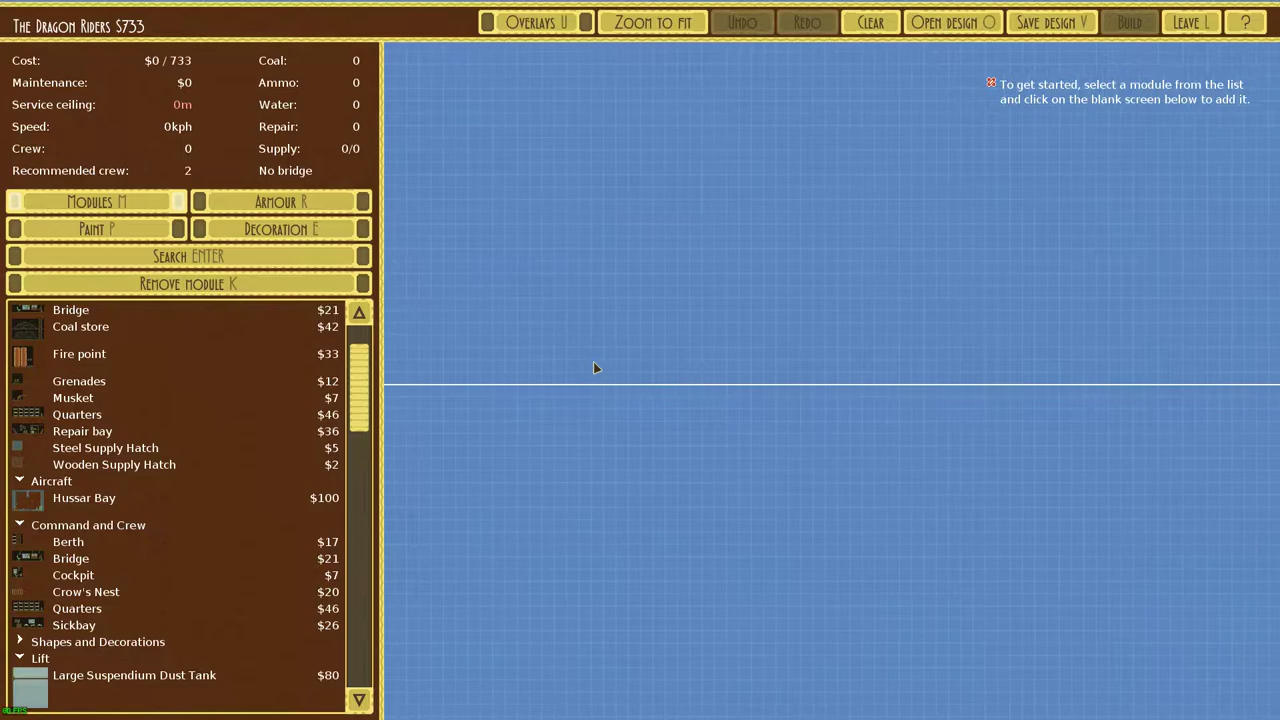 THE DRAGON RIDERS S733
OVERLAYS U
ZOOM TO FIT
UNDO
REDO
CLEAR
OPEN DESIGN O
SAVE DESIGN V
BUILD
LEAVE L
?
Cost: $0 / 733 Coal: 0
Maintenance: $0 Ammo: 0
Service ceiling: 0m Water: 0
Speed: 0kph Repair: 0
Crew: 0 Supply: 0/0
Recommended crew: 2 No bridge
To get started, select a module from the list
and click on the blank screen below to add it.
MODULES M
ARMOUR R
PAINT P
DECORATION E
SEARCH ENTER
REMOVE MODULE K
Bridge $21
Coal store $42
Fire point $33
Grenades $12
Musket $7
Quarters $46
Repair bay $36
Steel Supply Hatch $5
Wooden Supply Hatch $2
Aircraft
Hussar Bay $100
Command and Crew
Berth $17
Bridge $21
Cockpit $7
Crow's Nest $20
Quarters $46
Sickbay $26
Shapes and Decorations
Lift
Large Suspendium Dust Tank $80